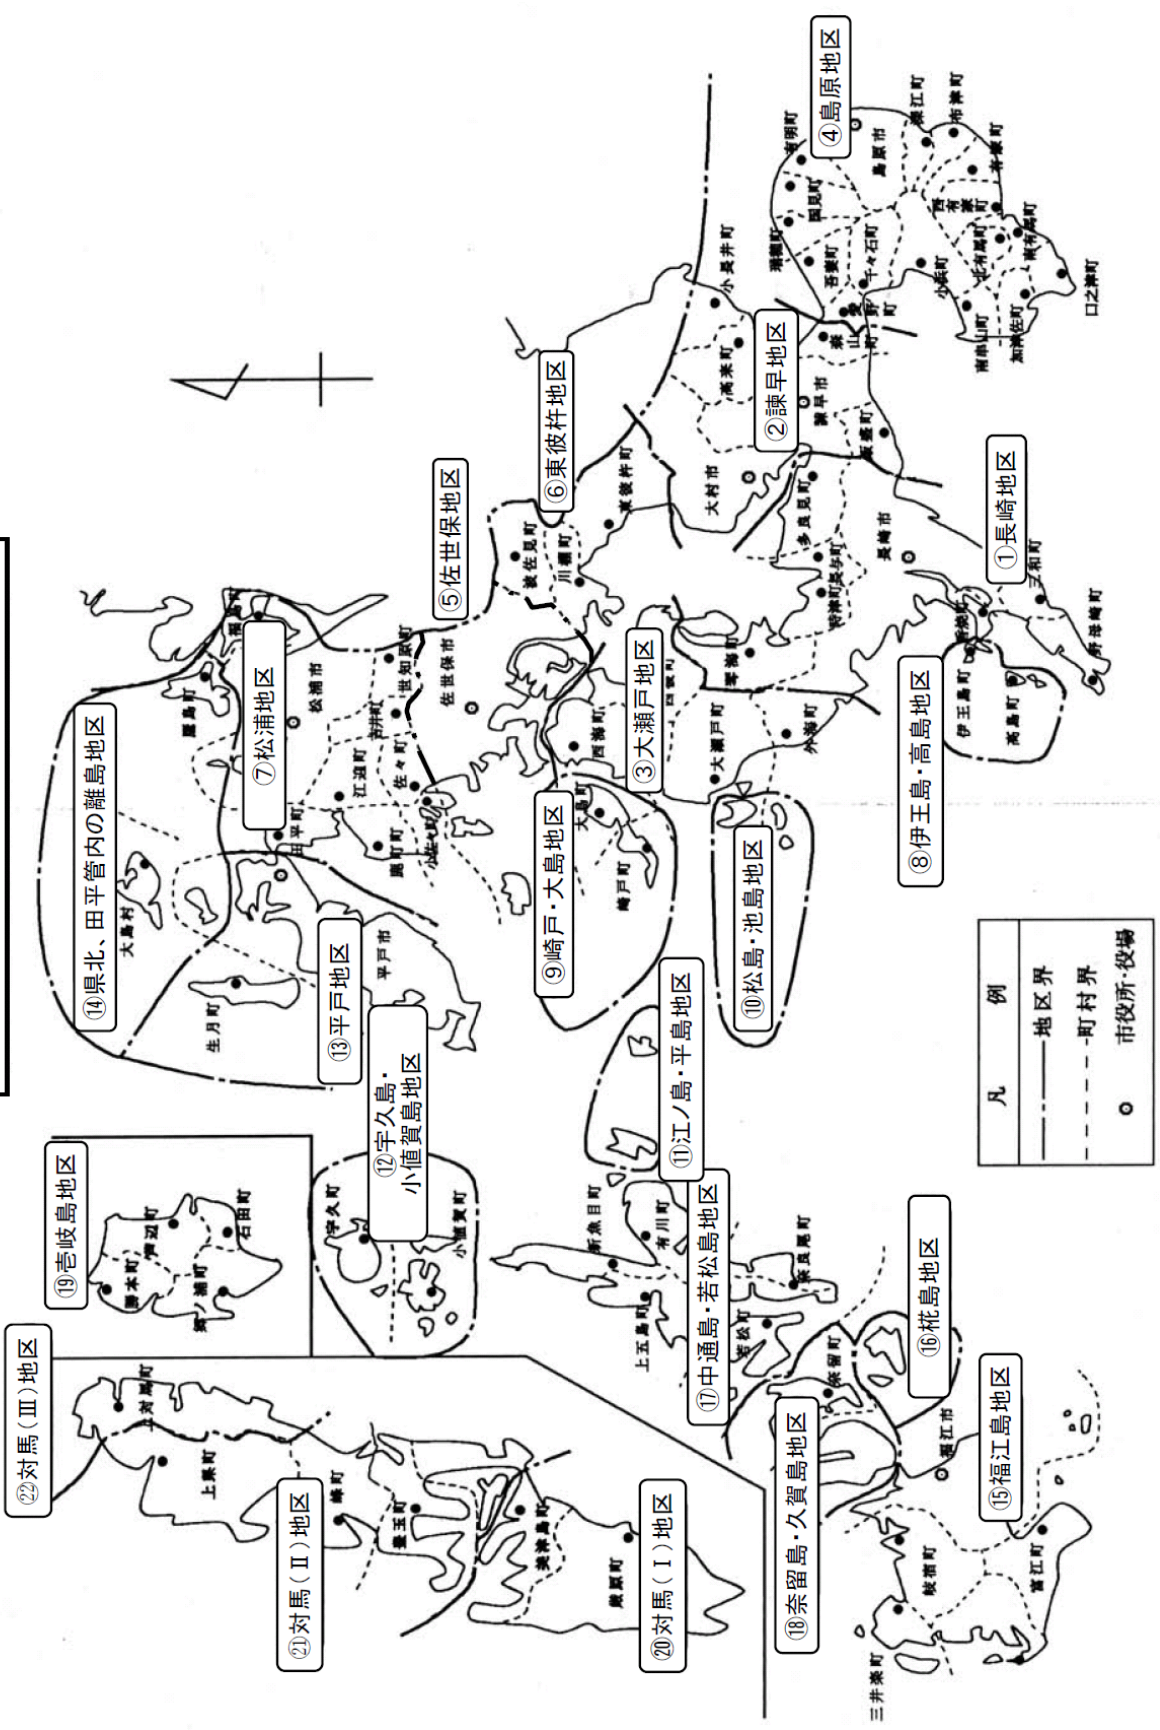 ①長崎地区
②諫早地区
③大瀬戸地区
④島原地区
⑤佐世保地区
⑥東彼杵地区
⑦松浦地区
⑧伊王島・高島地区
⑨崎戸・大島地区
⑩松島・池島地区
⑪江ノ島・平島地区
⑫宇久島・
小値賀島地区
⑬平戸地区
⑭県北、田平管内の離島地区
⑮福江島地区
⑯椛島地区
⑰中通島・若松島地区
⑱奈留島・久賀島地区
⑲壱岐島地区
⑳対馬(Ⅰ)地区
㉑対馬(Ⅱ)地区
㉒対馬(Ⅲ)地区
上対馬町
上県町
峰町
豊玉町
美津島町
厳原町
勝本町
芦辺町
郷ノ浦町
石田町
宇久町
小値賀町
新魚目町
有川町
上五島町
若松町
奈良尾町
奈留町
福江市
岐宿町
富江町
三井楽町
大島村
生月町
平戸市
田平町
鷹島町
福島町
松浦市
江迎町
鹿町町
小佐々町
佐々町
吉井町
世知原町
佐世保市
波佐見町
川棚町
東彼杵町
大村市
西海町
大島町
崎戸町
大瀬戸町
外海町
琴海町
時津町
長与町
多良見町
長崎市
伊王島町
高島町
香焼町
三和町
野母崎町
小長井町
高来町
諫早市
飯盛町
森山町
愛野町
千々石町
吾妻町
瑞穂町
国見町
有明町
島原市
深江町
布津町
有家町
西有家町
北有馬町
南有馬町
口之津町
加津佐町
南串山町
小浜町
凡例
地区界
町村界
市役所・役場